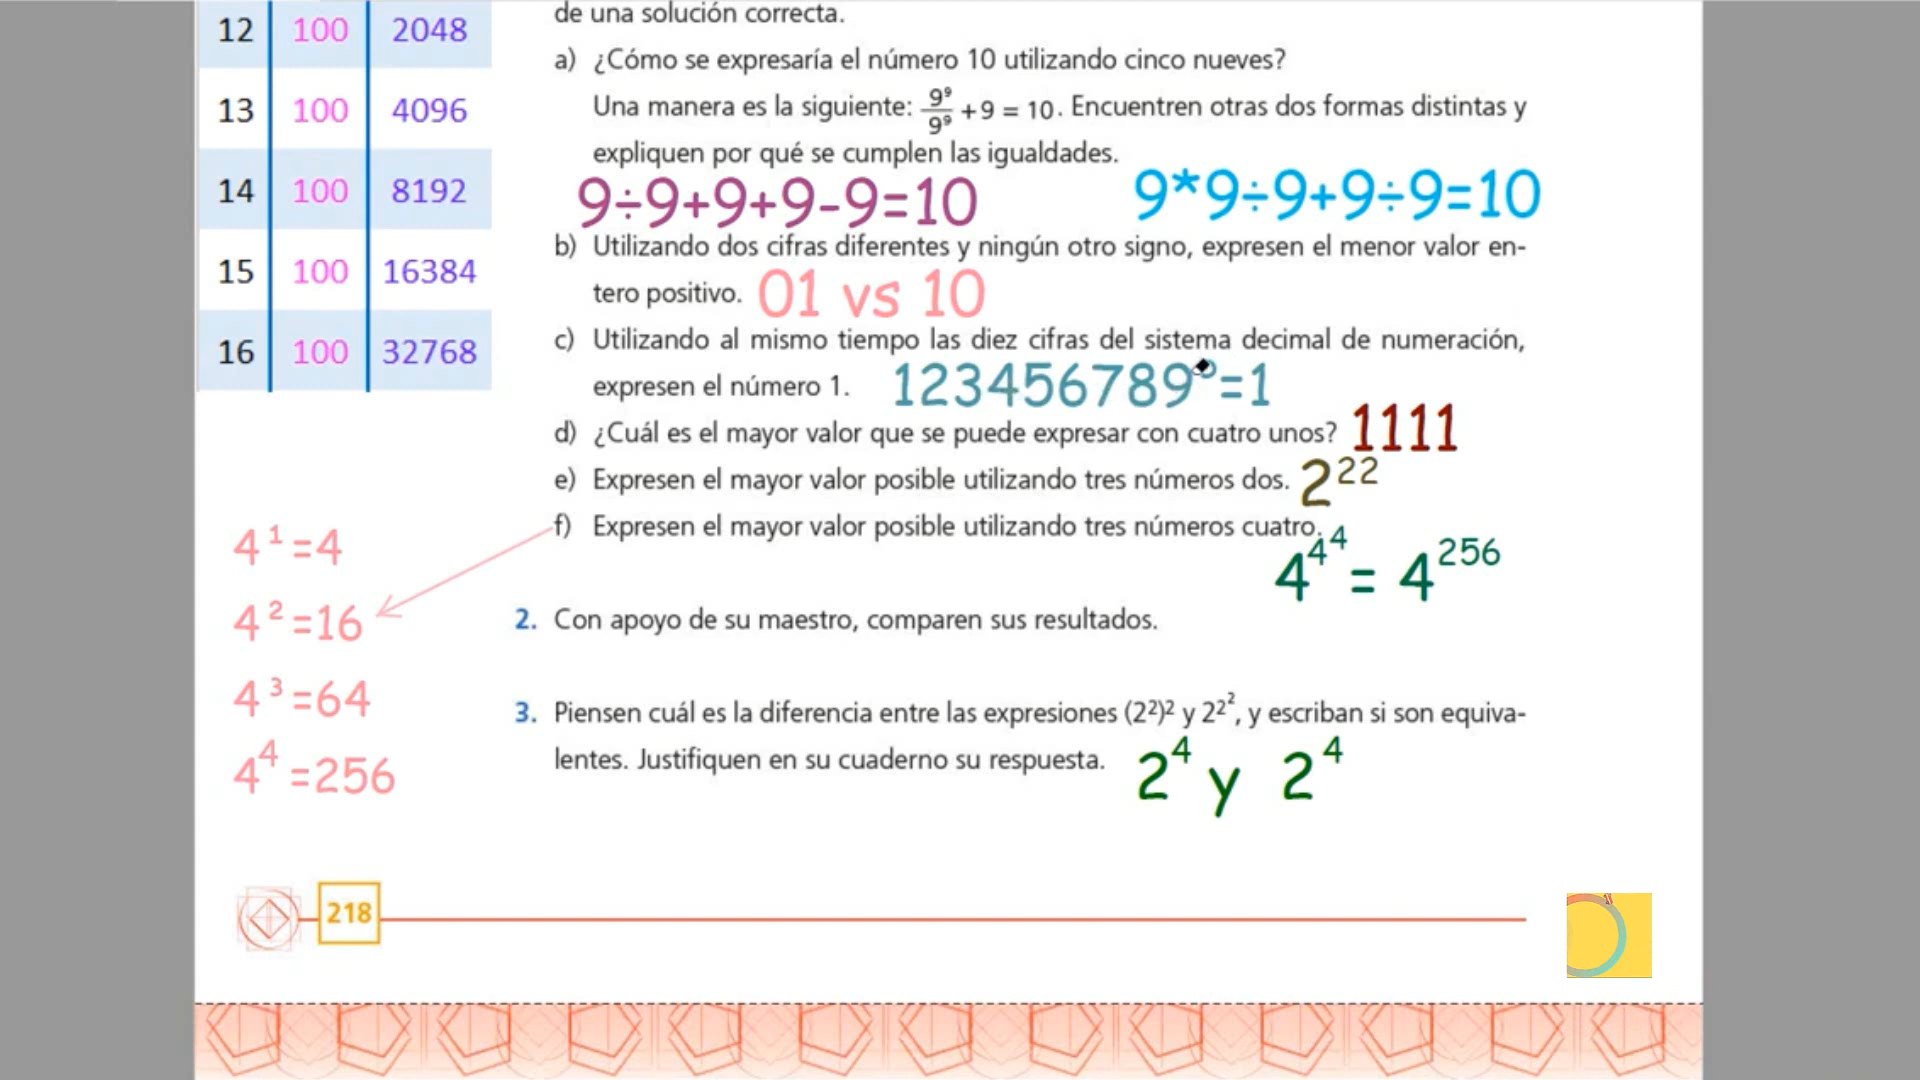 12 100 2048
13 100 4096
14 100 8192
15 100 16384
16 100 32768
de una solución correcta.
a) ¿Cómo se expresaría el número 10 utilizando cinco nueves?
Una manera es la siguiente: 9⁹/9⁹ + 9 = 10. Encuentren otras dos formas distintas y
expliquen por qué se cumplen las igualdades.
9÷9+9+9-9=10 9*9÷9+9÷9=10
b) Utilizando dos cifras diferentes y ningún otro signo, expresen el menor valor en-
tero positivo. 01 vs 10
c) Utilizando al mismo tiempo las diez cifras del sistema decimal de numeración,
expresen el número 1. 123456789⁰=1
d) ¿Cuál es el mayor valor que se puede expresar con cuatro unos? 1111
e) Expresen el mayor valor posible utilizando tres números dos. 2²²
f) Expresen el mayor valor posible utilizando tres números cuatro.
4^4^4 = 4^256
4¹=4
4²=16
4³=64
4⁴=256
2. Con apoyo de su maestro, comparen sus resultados.
3. Piensen cuál es la diferencia entre las expresiones (2²)² y 2^2^2, y escriban si son equiva-
lentes. Justifiquen en su cuaderno su respuesta. 2⁴ y 2⁴
218